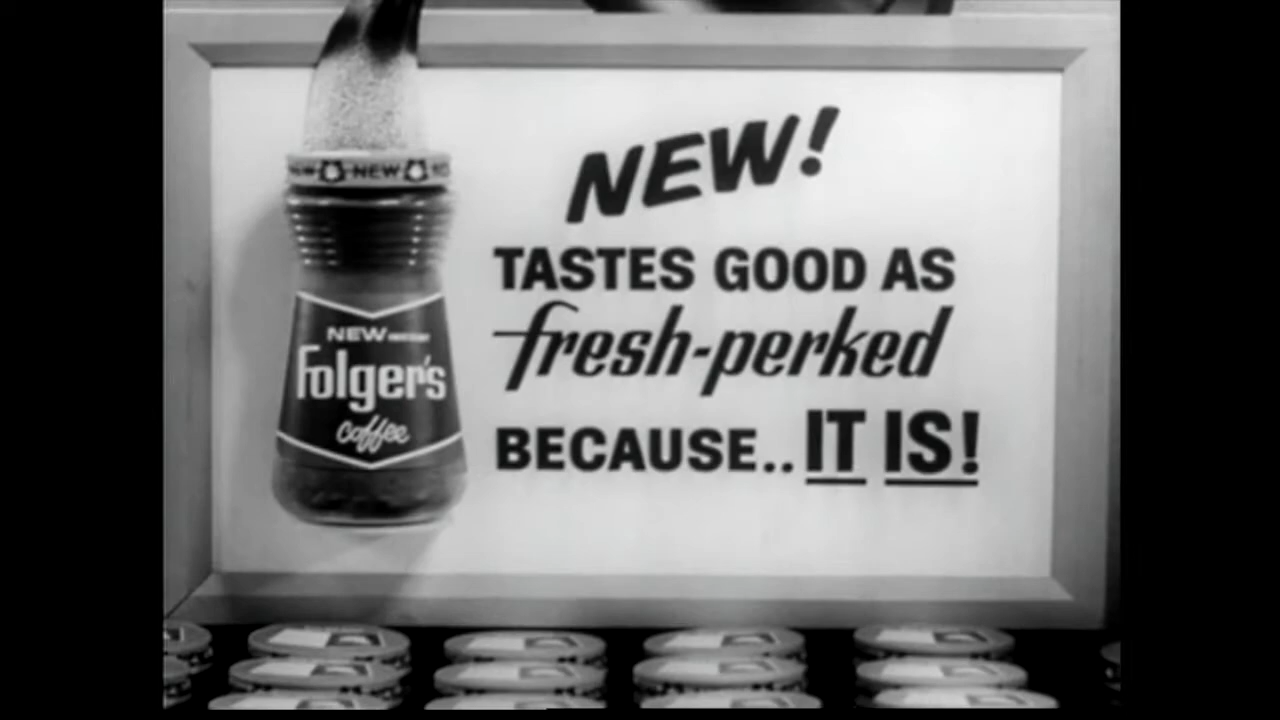 NEW
NEW
Folger's
coffee
NEW!
TASTES GOOD AS
fresh-perked
BECAUSE.. IT IS!